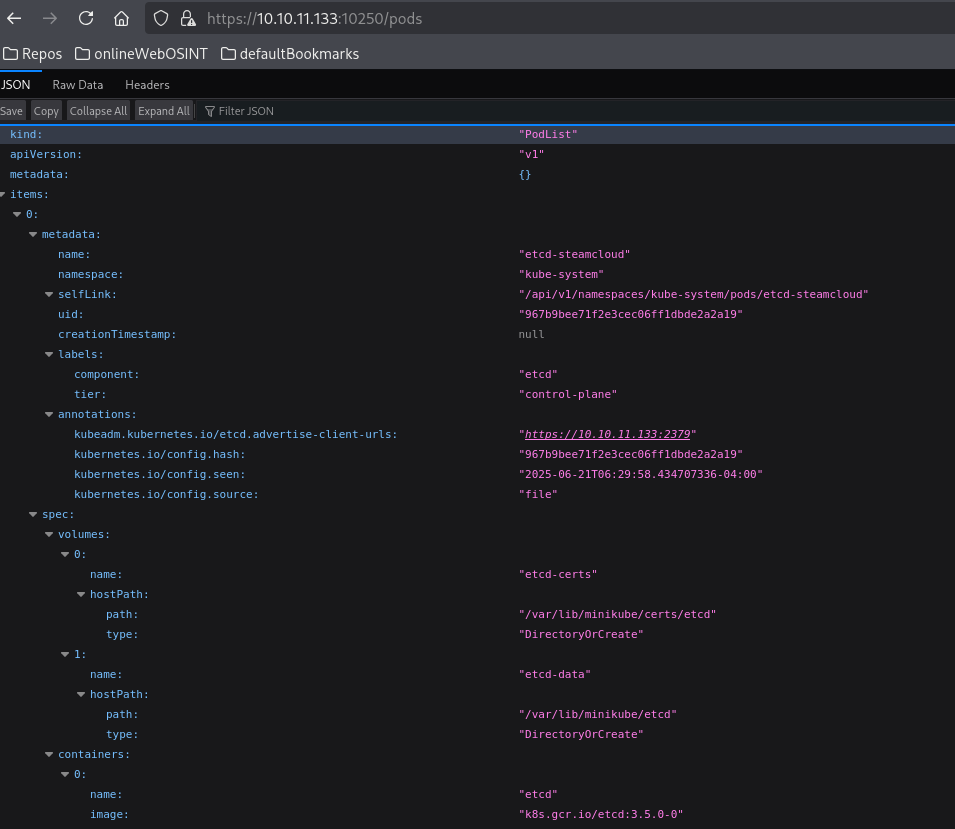 https://10.10.11.133:10250/pods
Repos onlineWebOSINT defaultBookmarks
JSON Raw Data Headers
Save Copy Collapse All Expand All Filter JSON
kind: "PodList"
apiVersion: "v1"
metadata: {}
items:
0:
metadata:
name: "etcd-steamcloud"
namespace: "kube-system"
selfLink: "/api/v1/namespaces/kube-system/pods/etcd-steamcloud"
uid: "967b9bee71f2e3cec06ff1dbde2a2a19"
creationTimestamp: null
labels:
component: "etcd"
tier: "control-plane"
annotations:
kubeadm.kubernetes.io/etcd.advertise-client-urls: "https://10.10.11.133:2379"
kubernetes.io/config.hash: "967b9bee71f2e3cec06ff1dbde2a2a19"
kubernetes.io/config.seen: "2025-06-21T06:29:58.434707336-04:00"
kubernetes.io/config.source: "file"
spec:
volumes:
0:
name: "etcd-certs"
hostPath:
path: "/var/lib/minikube/certs/etcd"
type: "DirectoryOrCreate"
1:
name: "etcd-data"
hostPath:
path: "/var/lib/minikube/etcd"
type: "DirectoryOrCreate"
containers:
0:
name: "etcd"
image: "k8s.gcr.io/etcd:3.5.0-0"